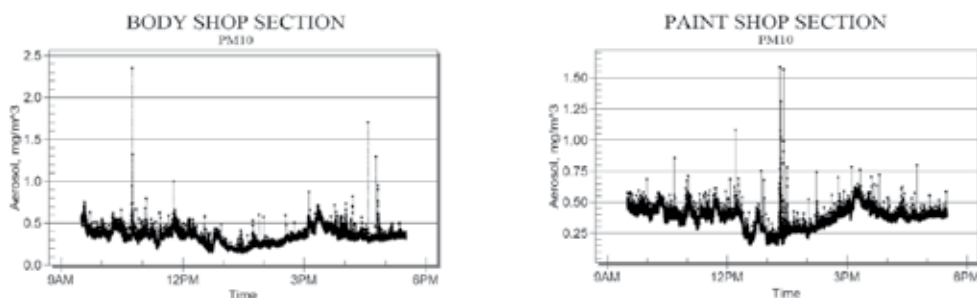 BODY SHOP SECTION
PM10
Aerosol, mg/m^3
2.5
2.0
1.5
1.0
0.5
0.0
9AM
12PM
3PM
6PM
Time
PAINT SHOP SECTION
PM10
Aerosol, mg/m^3
1.50
1.25
1.00
0.75
0.50
0.25
9AM
12PM
3PM
6PM
Time